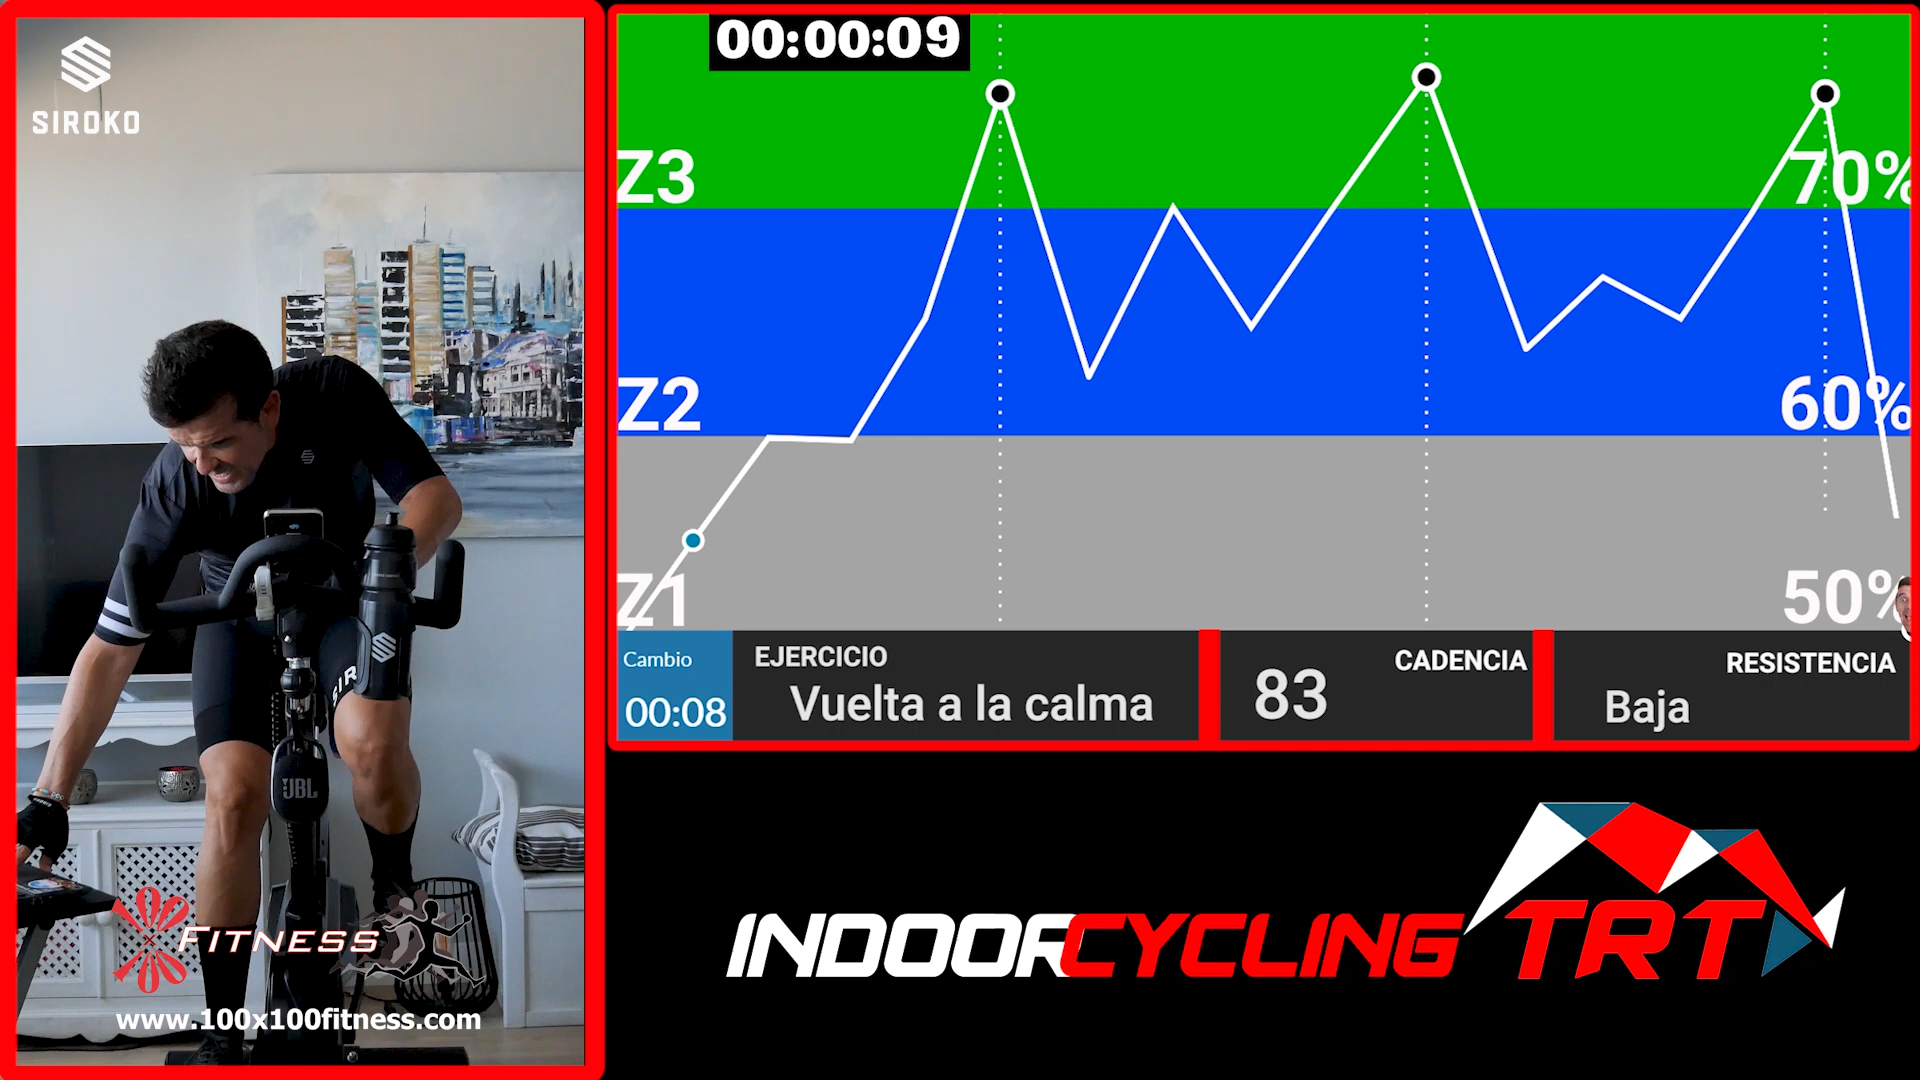 SIROKO
00:00:09
Z3
70%
Z2
60%
Z1
50%
Cambio
00:08
EJERCICIO
Vuelta a la calma
83
CADENCIA
RESISTENCIA
Baja
SIR
JBL
FITNESS
www.100x100fitness.com
INDOORCYCLING TRT